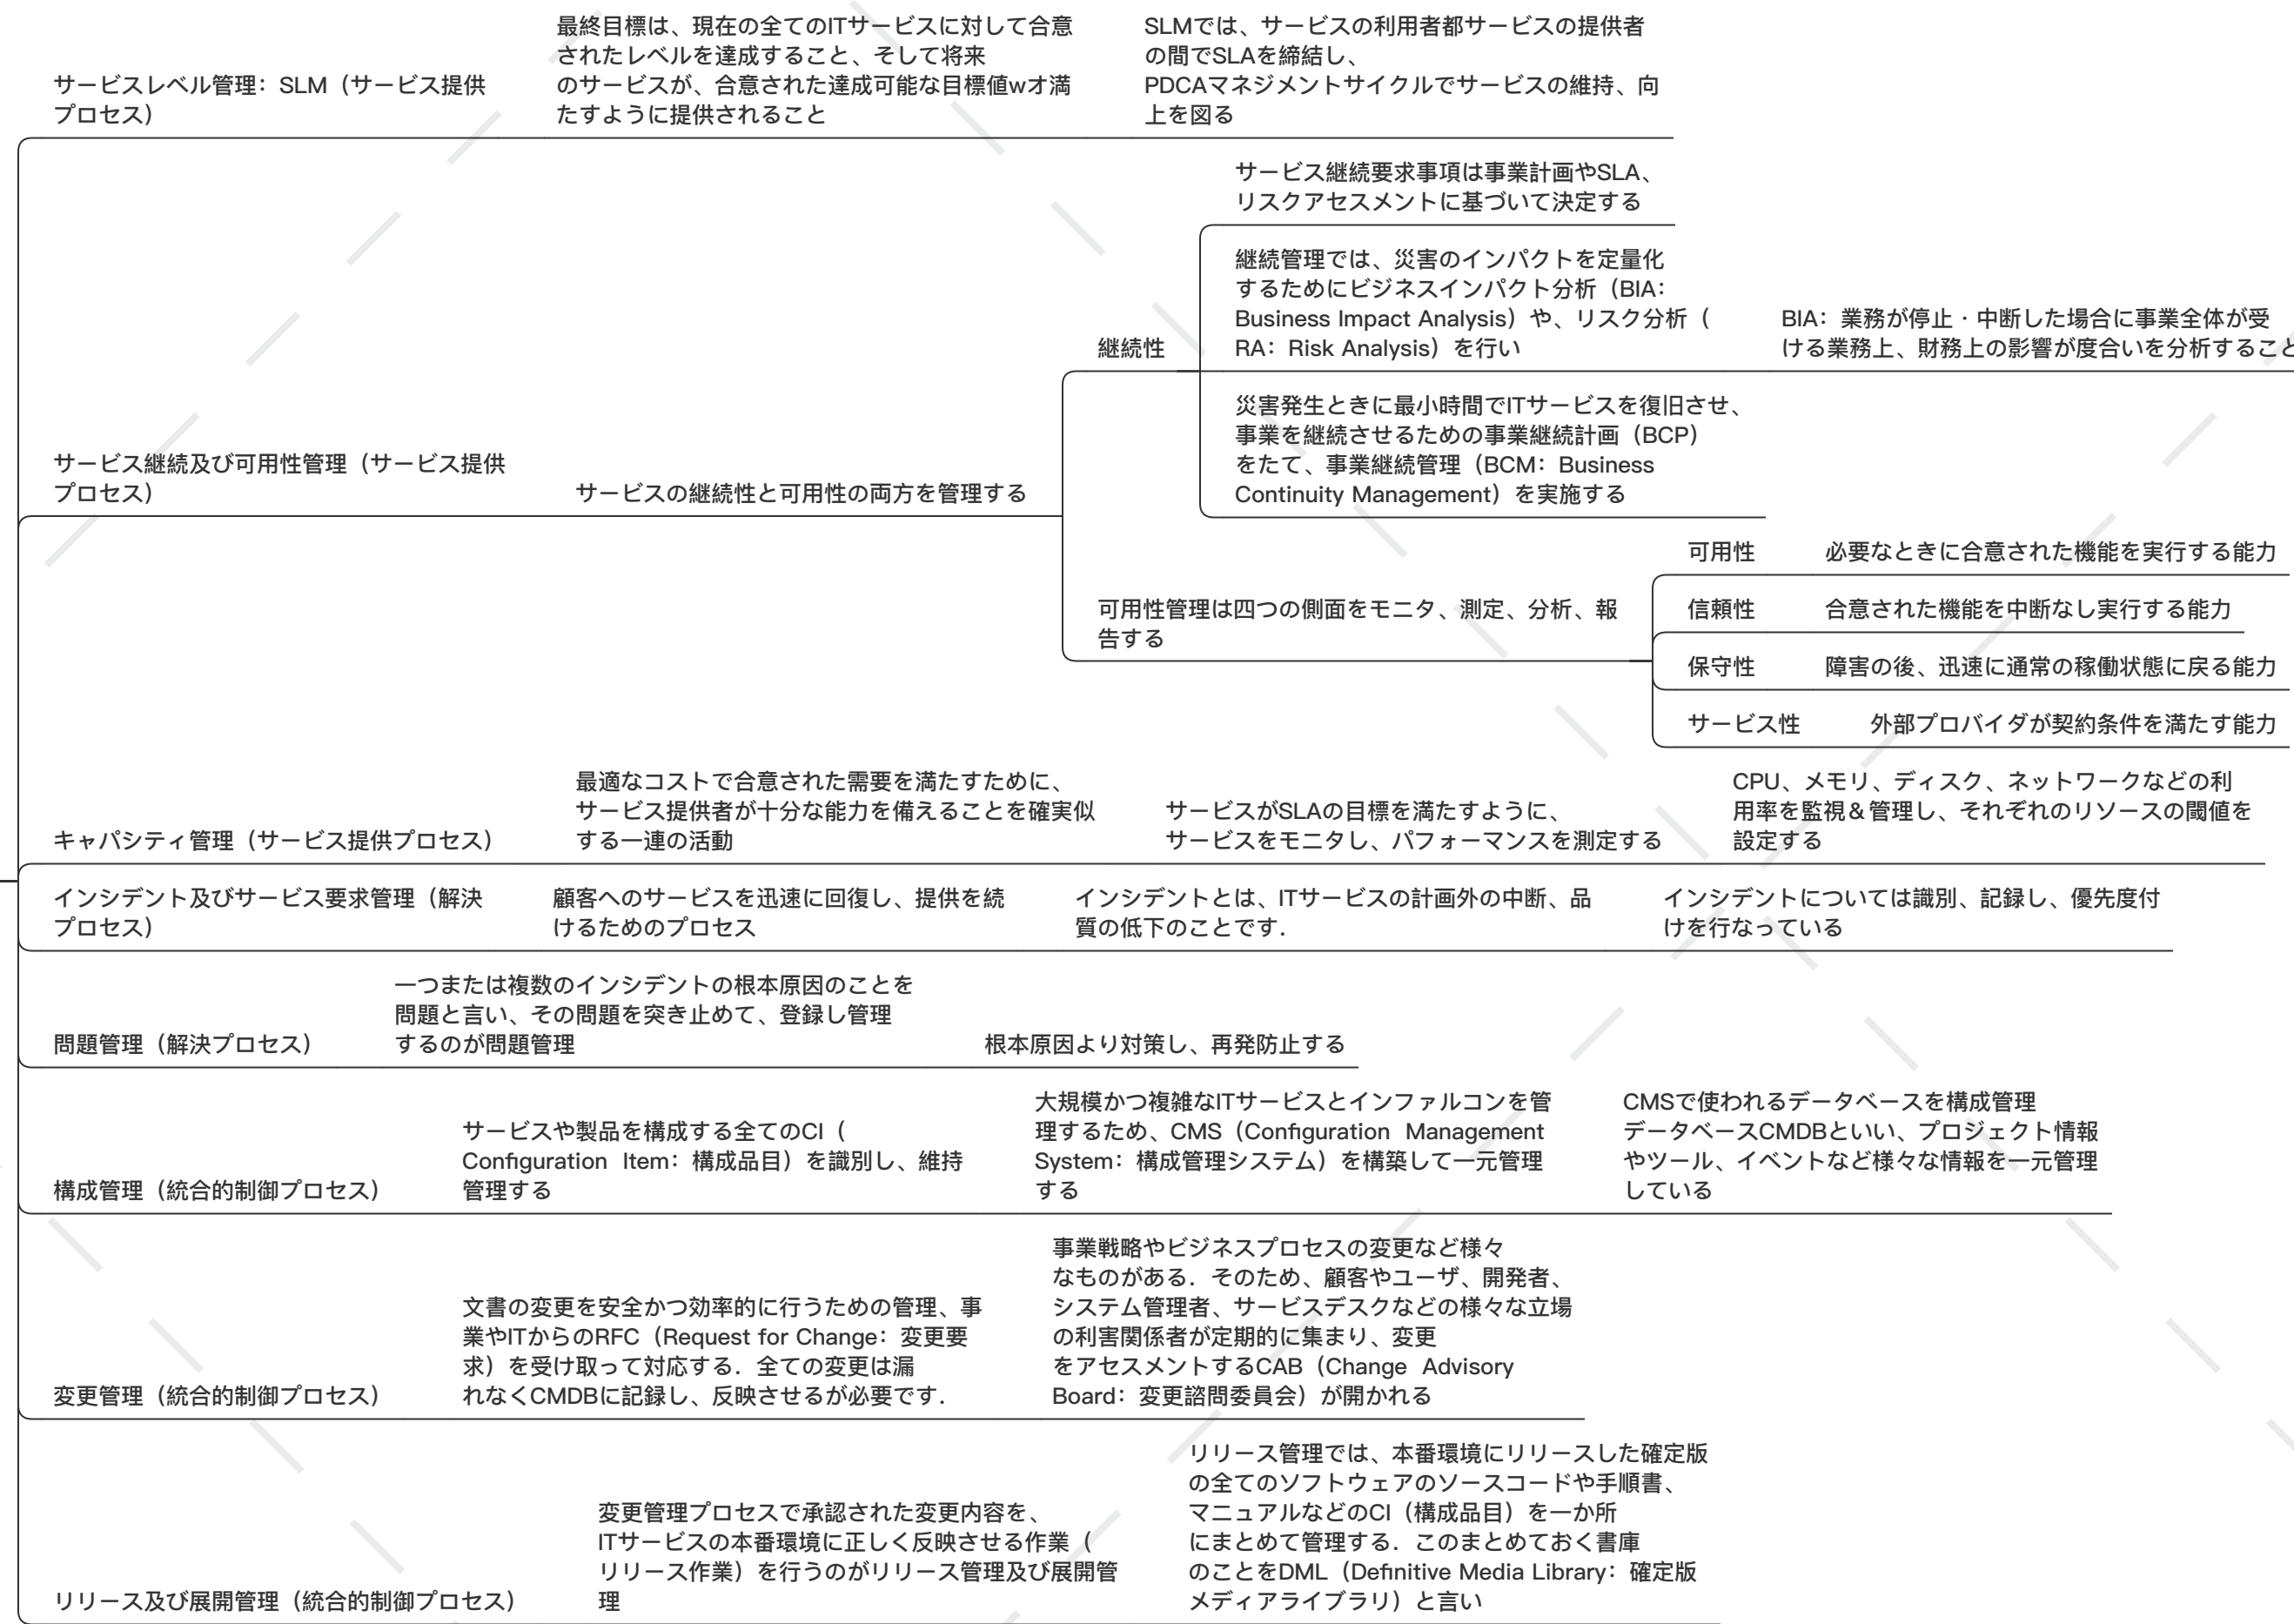 サービスレベル管理：SLM（サービス提供
プロセス）
最終目標は、現在の全てのITサービスに対して合意
されたレベルを達成すること、そして将来
のサービスが、合意された達成可能な目標値wオ満
たすように提供されること
SLMでは、サービスの利用者都サービスの提供者
の間でSLAを締結し、
PDCAマネジメントサイクルでサービスの維持、向
上を図る
サービス継続及び可用性管理（サービス提供
プロセス）
サービスの継続性と可用性の両方を管理する
継続性
サービス継続要求事項は事業計画やSLA、
リスクアセスメントに基づいて決定する
継続管理では、災害のインパクトを定量化
するためにビジネスインパクト分析（BIA：
Business Impact Analysis）や、リスク分析（
RA：Risk Analysis）を行い
BIA：業務が停止・中断した場合に事業全体が受
ける業務上、財務上の影響が度合いを分析すること
災害発生ときに最小時間でITサービスを復旧させ、
事業を継続させるための事業継続計画（BCP）
をたて、事業継続管理（BCM：Business
Continuity Management）を実施する
可用性管理は四つの側面をモニタ、測定、分析、報
告する
可用性 必要なときに合意された機能を実行する能力
信頼性 合意された機能を中断なし実行する能力
保守性 障害の後、迅速に通常の稼働状態に戻る能力
サービス性 外部プロバイダが契約条件を満たす能力
キャパシティ管理（サービス提供プロセス）
最適なコストで合意された需要を満たすために、
サービス提供者が十分な能力を備えることを確実似
する一連の活動
サービスがSLAの目標を満たすように、
サービスをモニタし、パフォーマンスを測定する
CPU、メモリ、ディスク、ネットワークなどの利
用率を監視＆管理し、それぞれのリソースの閾値を
設定する
インシデント及びサービス要求管理（解決
プロセス）
顧客へのサービスを迅速に回復し、提供を続
けるためのプロセス
インシデントとは、ITサービスの計画外の中断、品
質の低下のことです．
インシデントについては識別、記録し、優先度付
けを行なっている
問題管理（解決プロセス）
一つまたは複数のインシデントの根本原因のことを
問題と言い、その問題を突き止めて、登録し管理
するのが問題管理
根本原因より対策し、再発防止する
構成管理（統合的制御プロセス）
サービスや製品を構成する全てのCI（
Configuration Item：構成品目）を識別し、維持
管理する
大規模かつ複雑なITサービスとインファルコンを管
理するため、CMS（Configuration Management
System：構成管理システム）を構築して一元管理
する
CMSで使われるデータベースを構成管理
データベースCMDBといい、プロジェクト情報
やツール、イベントなど様々な情報を一元管理
している
変更管理（統合的制御プロセス）
文書の変更を安全かつ効率的に行うための管理、事
業やITからのRFC（Request for Change：変更要
求）を受け取って対応する．全ての変更は漏
れなくCMDBに記録し、反映させるが必要です．
事業戦略やビジネスプロセスの変更など様々
なものがある．そのため、顧客やユーザ、開発者、
システム管理者、サービスデスクなどの様々な立場
の利害関係者が定期的に集まり、変更
をアセスメントするCAB（Change Advisory
Board：変更諮問委員会）が開かれる
リリース及び展開管理（統合的制御プロセス）
変更管理プロセスで承認された変更内容を、
ITサービスの本番環境に正しく反映させる作業（
リリース作業）を行うのがリリース管理及び展開管
理
リリース管理では、本番環境にリリースした確定版
の全てのソフトウェアのソースコードや手順書、
マニュアルなどのCI（構成品目）を一か所
にまとめて管理する．このまとめておく書庫
のことをDML（Definitive Media Library：確定版
メディアライブラリ）と言い